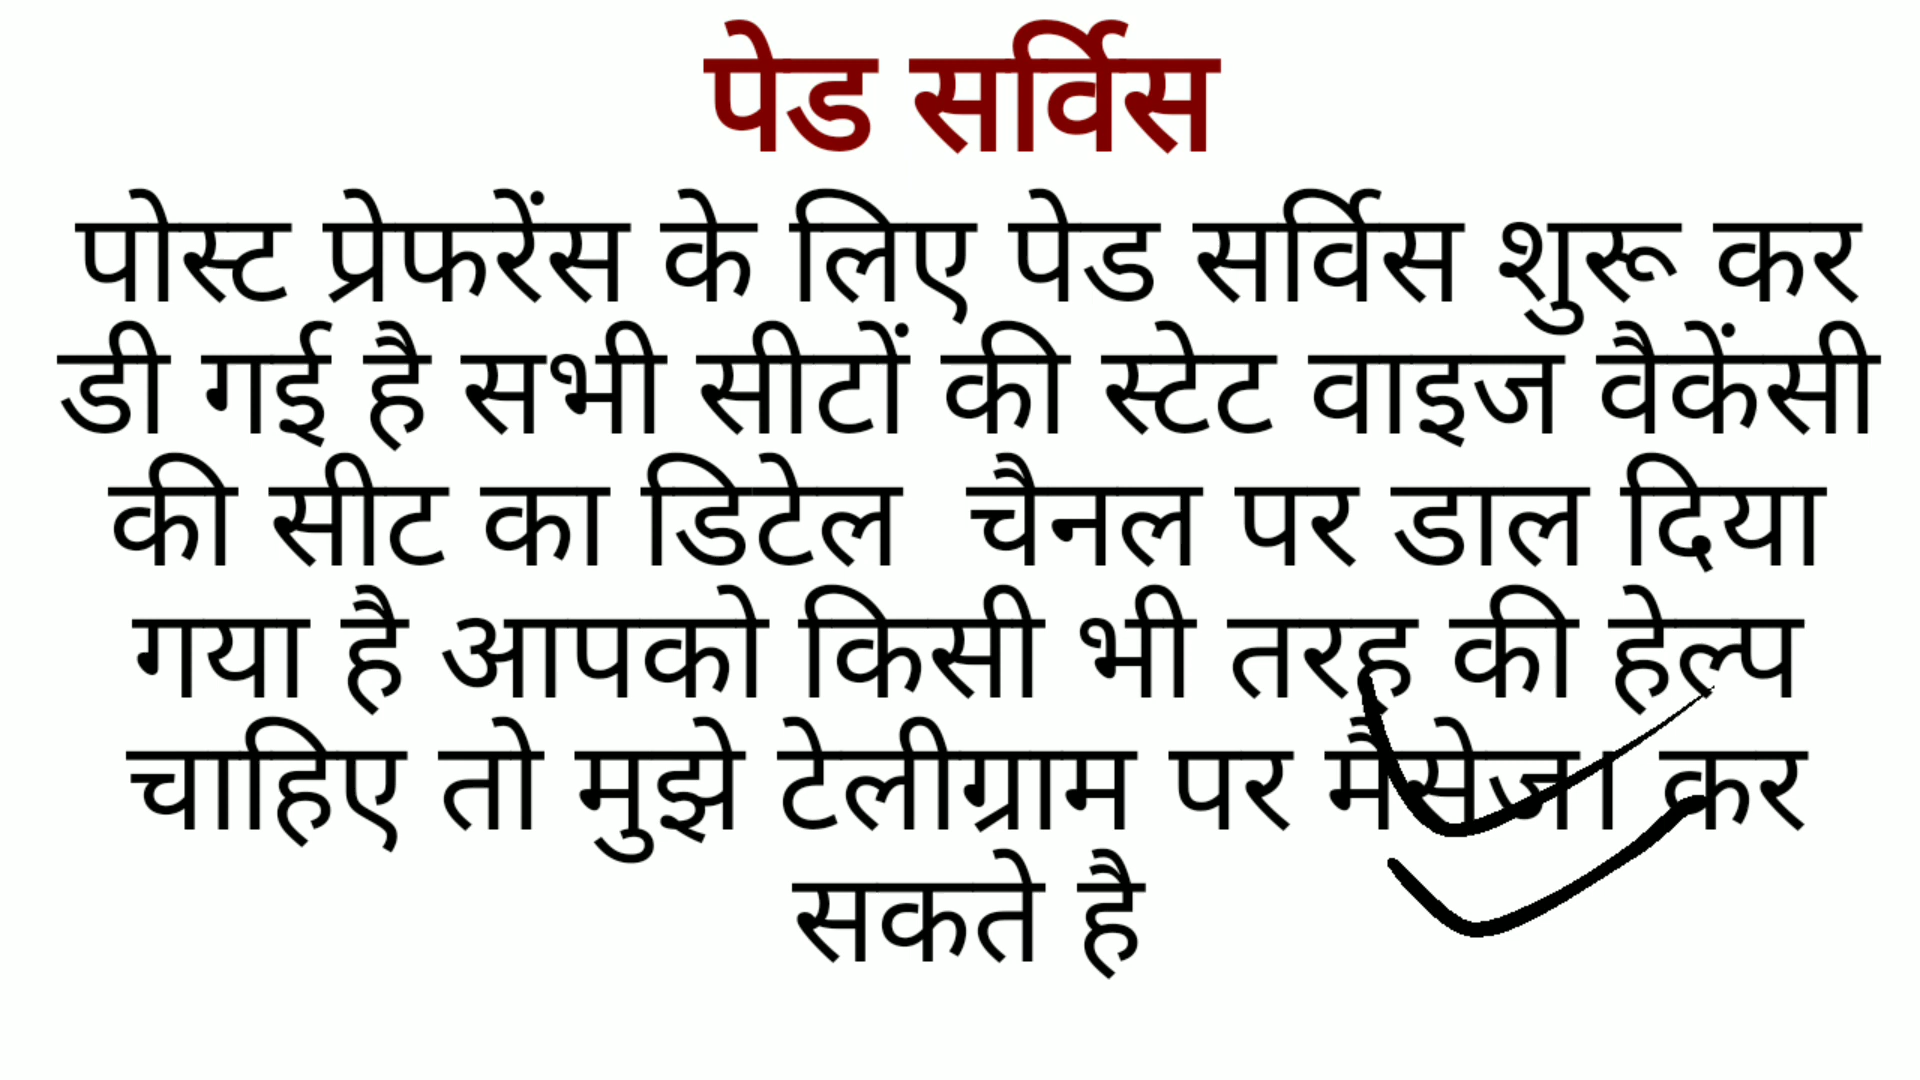 पेड सर्विस
पोस्ट प्रेफरेंस के लिए पेड सर्विस शुरू कर
डी गई है सभी सीटों की स्टेट वाइज वैकेंसी
की सीट का डिटेल  चैनल पर डाल दिया
गया है आपको किसी भी तरह की हेल्प
चाहिए तो मुझे टेलीग्राम पर मैसेज। कर
सकते है